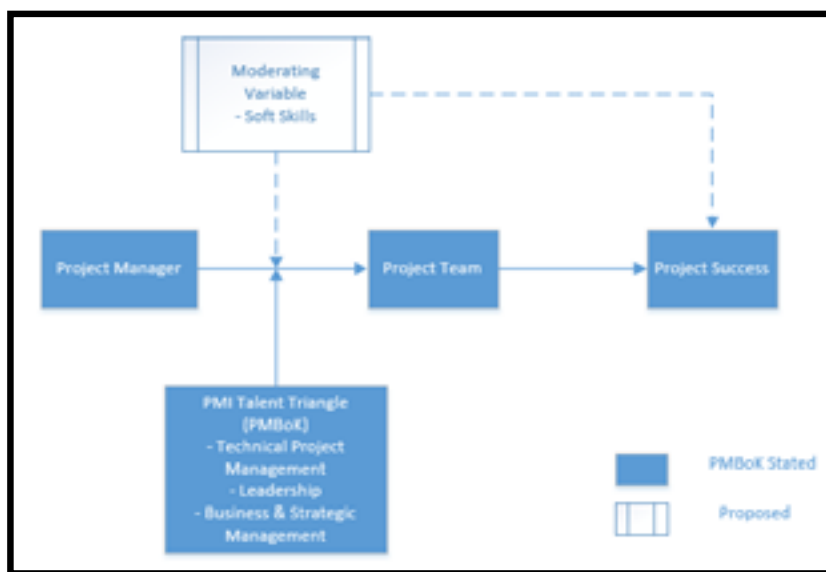 Moderating
Variable
- Soft Skills
Project Manager
Project Team
Project Success
PMI Talent Triangle
(PMBoK)
- Technical Project
Management
- Leadership
- Business & Strategic
Management
PMBoK Stated
Proposed